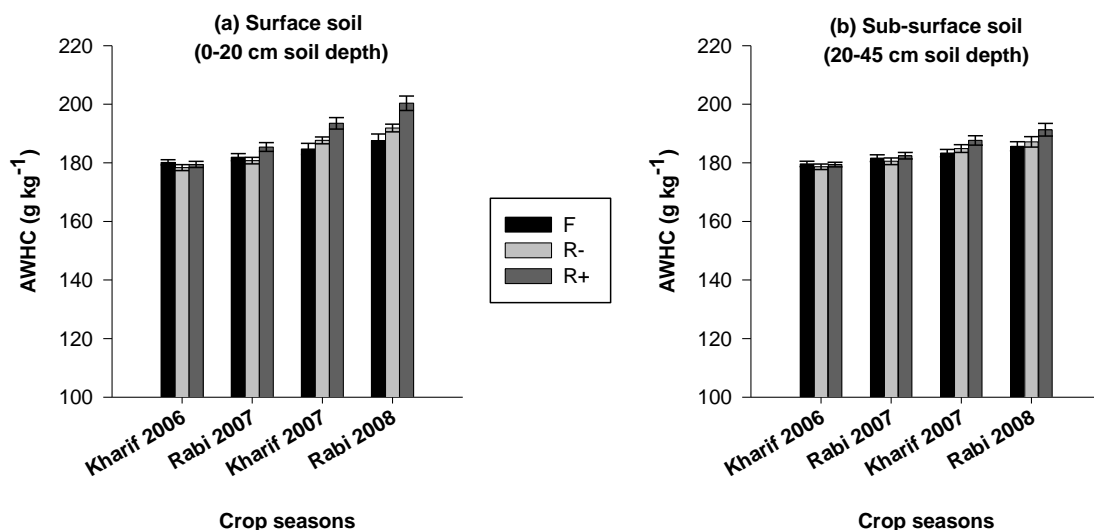 (a) Surface soil
(0-20 cm soil depth)
AWHC (g kg-1)
220
200
180
160
140
120
100
Kharif 2006
Rabi 2007
Kharif 2007
Rabi 2008
Crop seasons
F
R-
R+
(b) Sub-surface soil
(20-45 cm soil depth)
AWHC (g kg-1)
220
200
180
160
140
120
100
Kharif 2006
Rabi 2007
Kharif 2007
Rabi 2008
Crop seasons